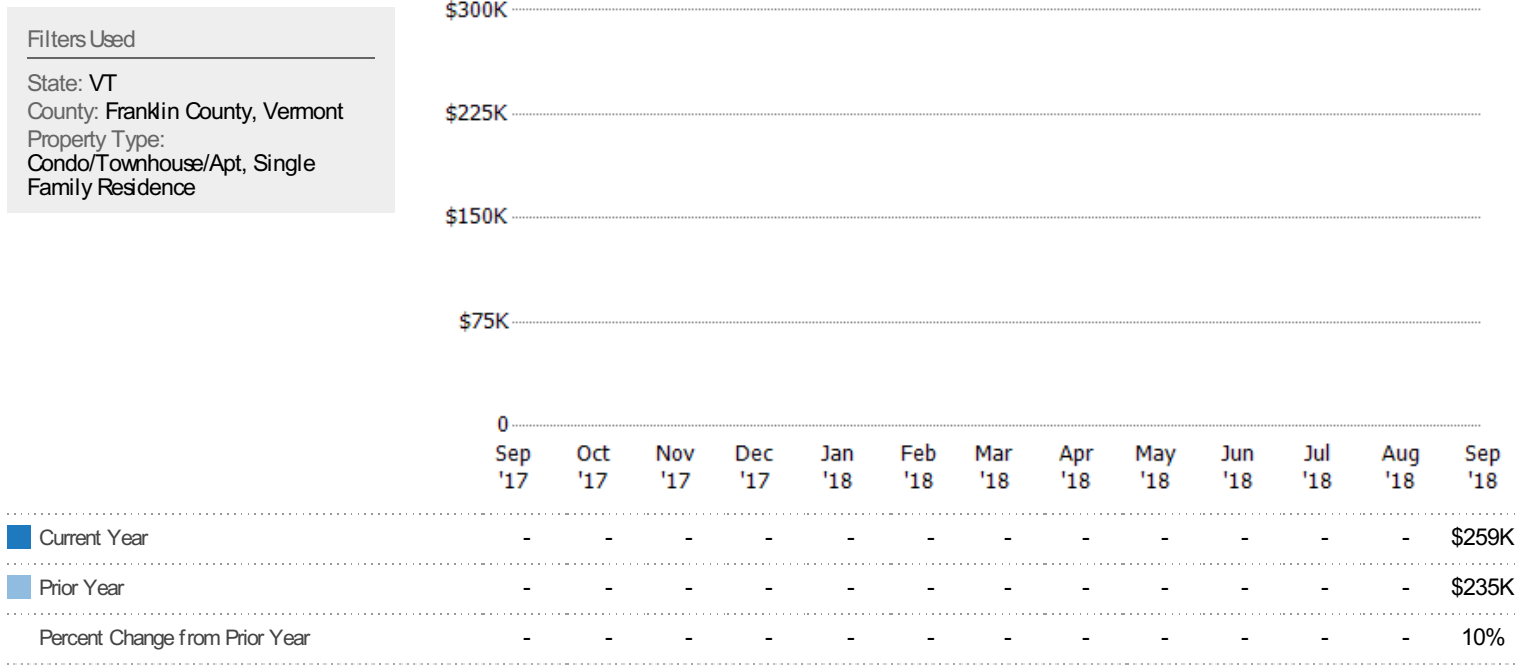 Filters Used
State: VT
County: Franklin County, Vermont
Property Type:
Condo/Townhouse/Apt, Single
Family Residence
$300K
$225K
$150K
$75K
0
Sep Oct Nov Dec Jan Feb Mar Apr May Jun Jul Aug Sep
'17 '17 '17 '17 '18 '18 '18 '18 '18 '18 '18 '18 '18
Current Year - - - - - - - - - - - - $259K
Prior Year - - - - - - - - - - - - $235K
Percent Change from Prior Year - - - - - - - - - - - - 10%